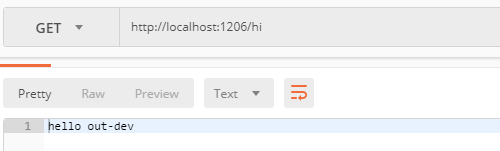 GET http://localhost:1206/hi
Pretty Raw Preview Text
1 hello out-dev